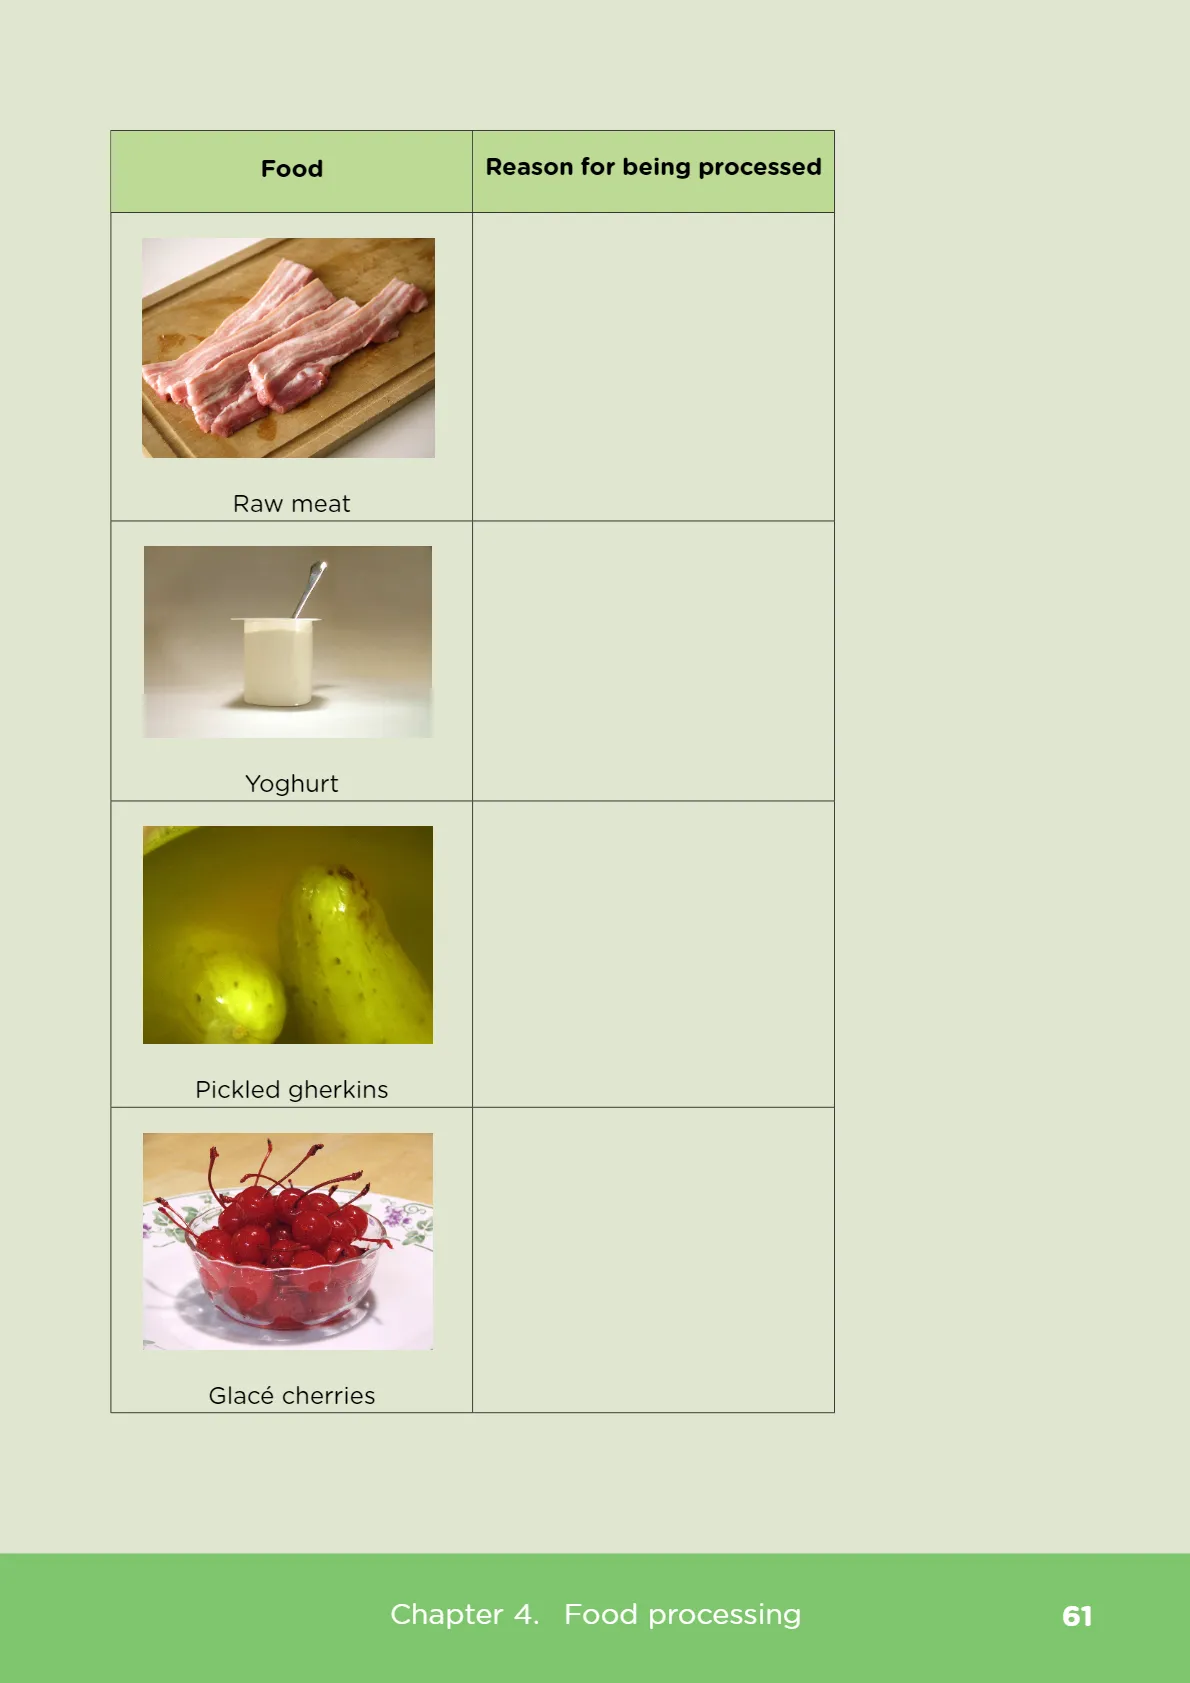 Food
Reason for being processed
Raw meat
Yoghurt
Pickled gherkins
Glacé cherries
Chapter 4. Food processing
61